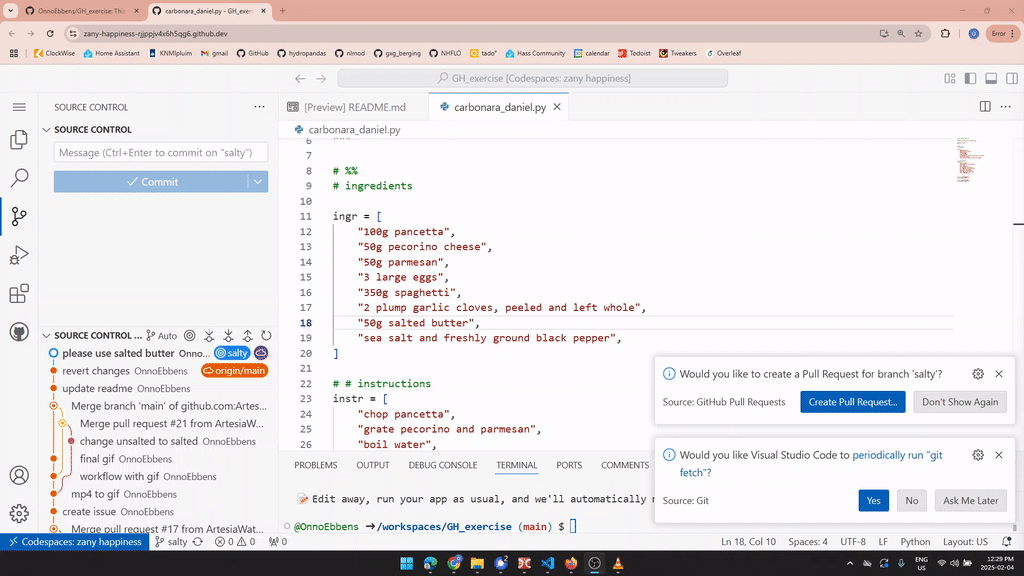 OnnoEbbens/GH_exercise: Thi
carbonara_daniel.py - GH_exer
zany-happiness-rjjppjv4x6h5qg6.github.dev
Error
ClockWise
Home Assistant
KNMIpluim
gmail
GitHub
hydropandas
nlmod
gxg_berging
NHFLO
tado°
Hass Community
calendar
Todoist
Tweakers
Overleaf
GH_exercise [Codespaces: zany happiness]
SOURCE CONTROL
SOURCE CONTROL
Message (Ctrl+Enter to commit on "salty")
Commit
SOURCE CONTROL ...
Auto
please use salted butter Onno... salty
revert changes OnnoEbbens origin/main
update readme OnnoEbbens
Merge branch 'main' of github.com:Artes...
Merge pull request #21 from ArtesiaW...
change unsalted to salted OnnoEbbens
final gif OnnoEbbens
workflow with gif OnnoEbbens
mp4 to gif OnnoEbbens
create issue OnnoEbbens
Merge pull request #17 from ArtesiaWat...
[Preview] README.md
carbonara_daniel.py
carbonara_daniel.py
6 """
7
8 # %%
9 # ingredients
10
11 ingr = [
12 "100g pancetta",
13 "50g pecorino cheese",
14 "50g parmesan",
15 "3 large eggs",
16 "350g spaghetti",
17 "2 plump garlic cloves, peeled and left whole",
18 "50g salted butter",
19 "sea salt and freshly ground black pepper",
20 ]
21
22 # # instructions
23 instr = [
24 "chop pancetta",
25 "grate pecorino and parmesan",
26 "boil water",
PROBLEMS OUTPUT DEBUG CONSOLE TERMINAL PORTS COMMENTS
Edit away, run your app as usual, and we'll automatically
@OnnoEbbens ➜/workspaces/GH_exercise (main) $
Would you like to create a Pull Request for branch 'salty'?
Source: GitHub Pull Requests
Create Pull Request...
Don't Show Again
Would you like Visual Studio Code to periodically run "git
fetch"?
Source: Git
Yes
No
Ask Me Later
Codespaces: zany happiness
salty
0
0
0
Ln 18, Col 10 Spaces: 4 UTF-8 LF Python Layout: US
ENG
US
12:29 PM
2025-02-04